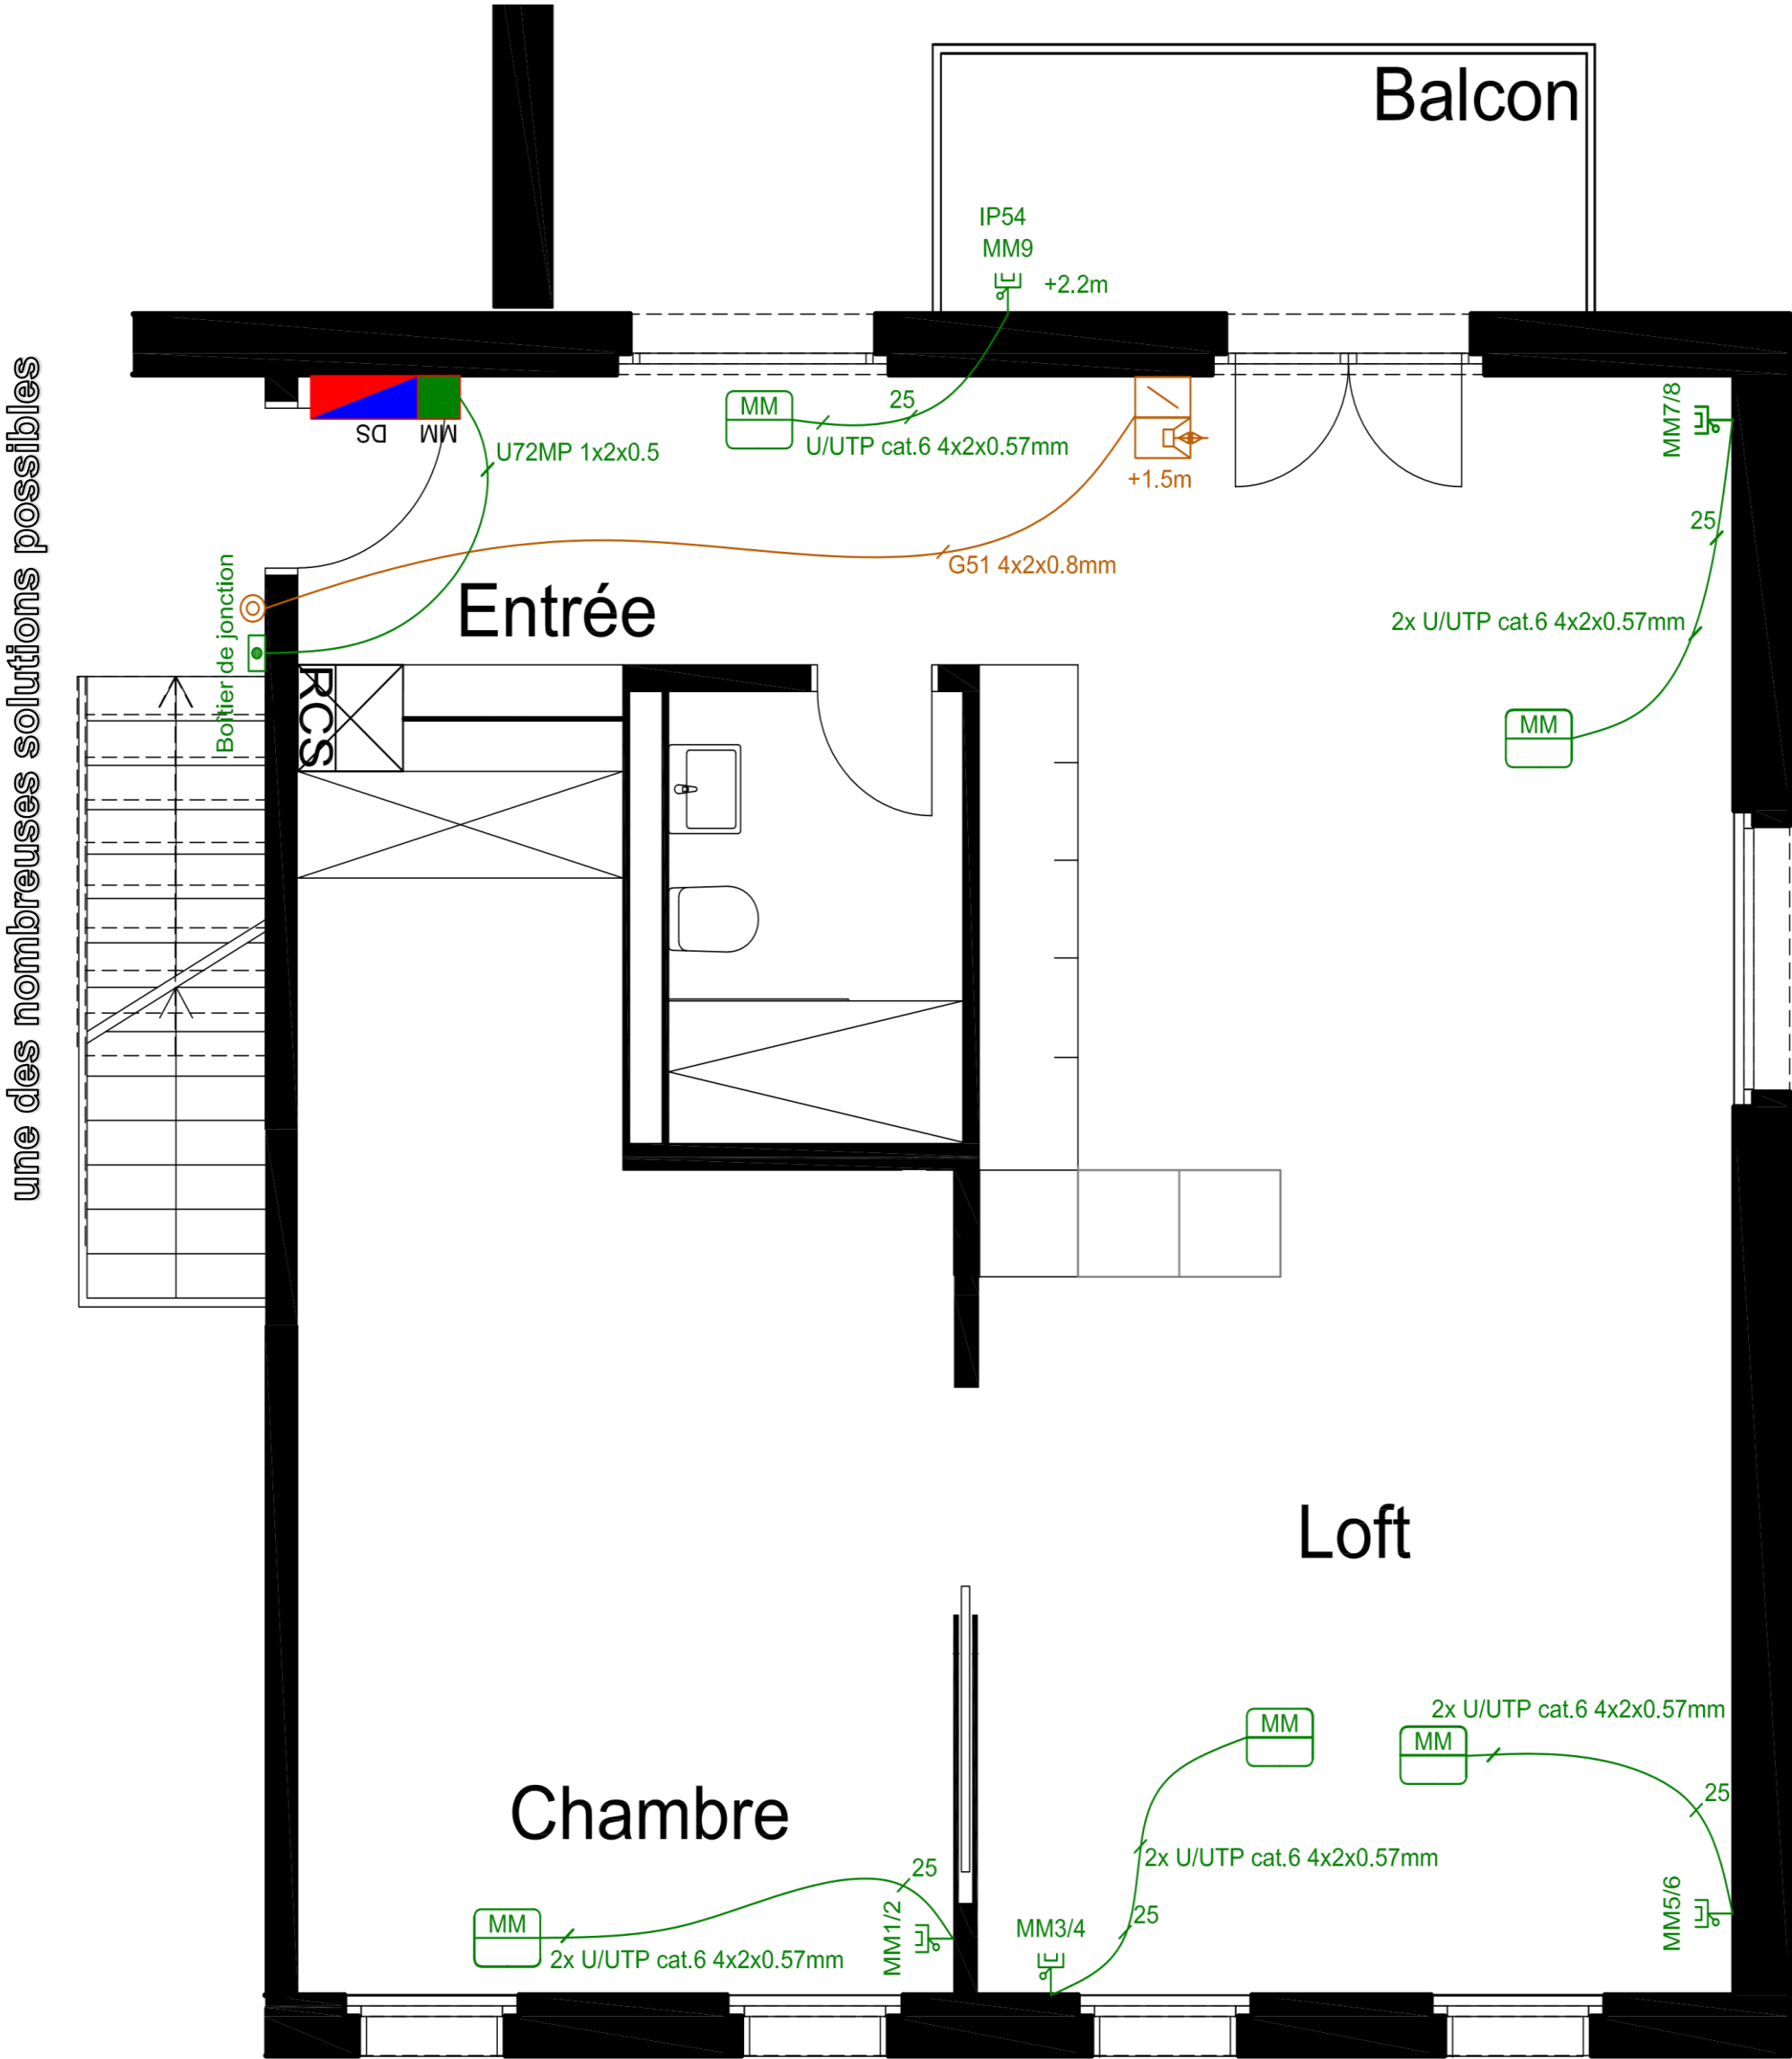 Balcon
IP54
MM9
+2.2m
MM
25
U/UTP cat.6 4x2x0.57mm
DS
MM
U72MP 1x2x0.5
+1.5m
G51 4x2x0.8mm
MM7/8
25
2x U/UTP cat.6 4x2x0.57mm
MM
Entrée
Boîtier de jonction
RCS
une des nombreuses solutions possibles
Loft
Chambre
MM
2x U/UTP cat.6 4x2x0.57mm
25
MM1/2
MM3/4
25
2x U/UTP cat.6 4x2x0.57mm
MM
2x U/UTP cat.6 4x2x0.57mm
MM
25
MM5/6